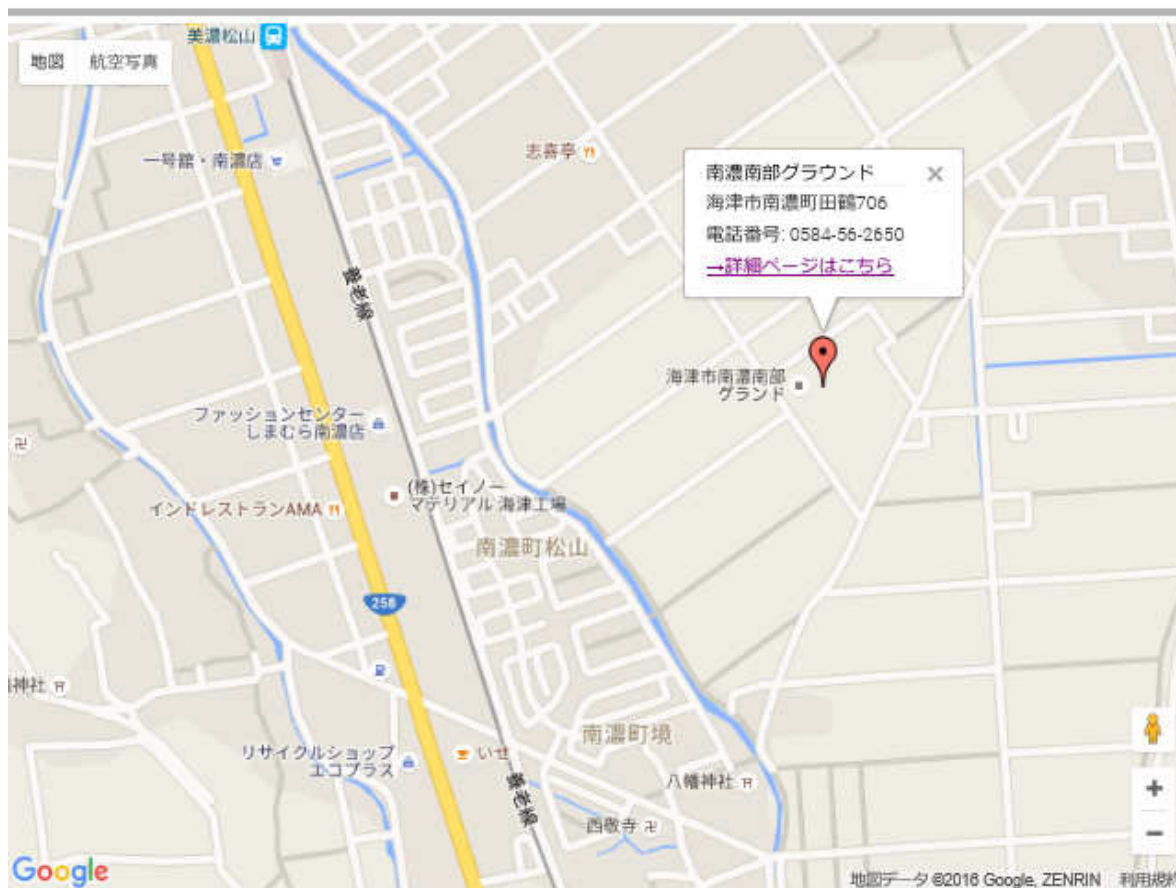 美濃松山
地図 航空写真
一号館・南濃店
志喜亭
南濃南部グラウンド
海津市南濃町田鶴706
電話番号: 0584-56-2650
→詳細ページはこちら
養老線
海津市南濃南部
グランド
ファッションセンター
しまむら南濃店
(株)セイノー
マテリアル 海津工場
インドレストランAMA
南濃町松山
258
神社
南濃町境
リサイクルショップ
エコプラス
いせ
八幡神社
養老線
西敬寺
Google
地図データ ©2016 Google, ZENRIN
利用規約